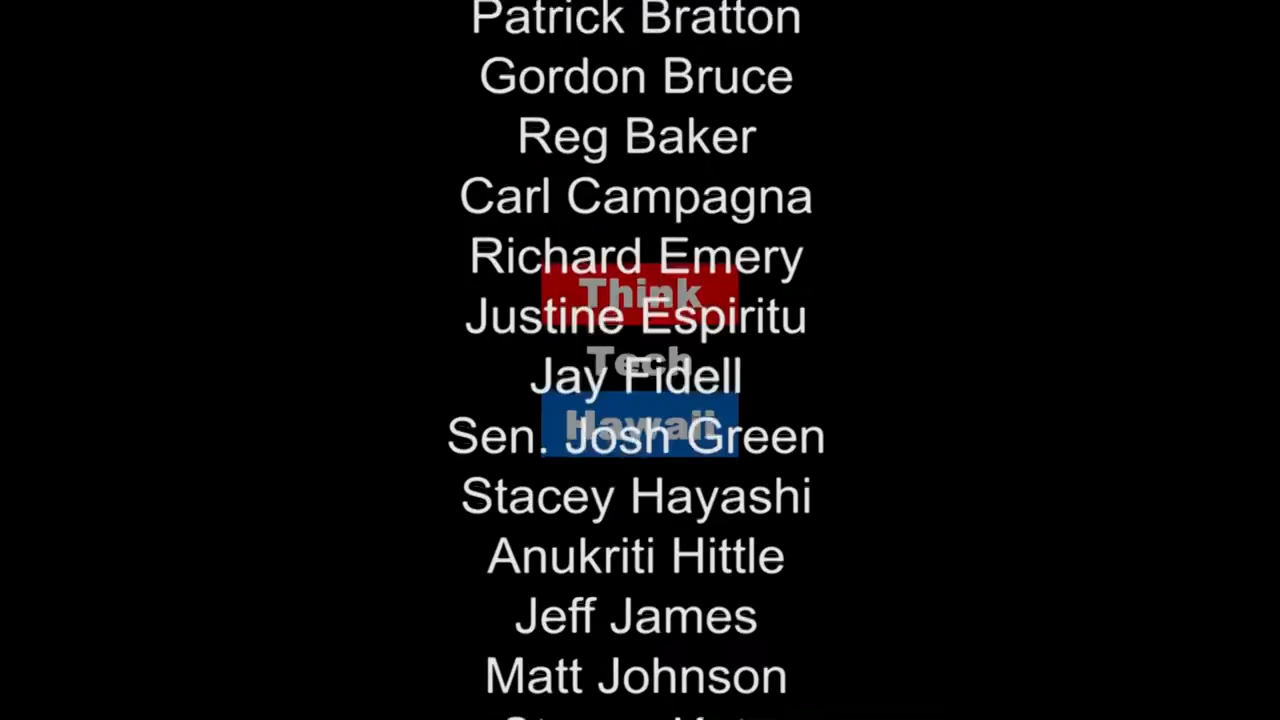 Patrick Bratton
Gordon Bruce
Reg Baker
Carl Campagna
Richard Emery
Think
Justine Espiritu
Tech
Jay Fidell
Hawaii
Sen. Josh Green
Stacey Hayashi
Anukriti Hittle
Jeff James
Matt Johnson